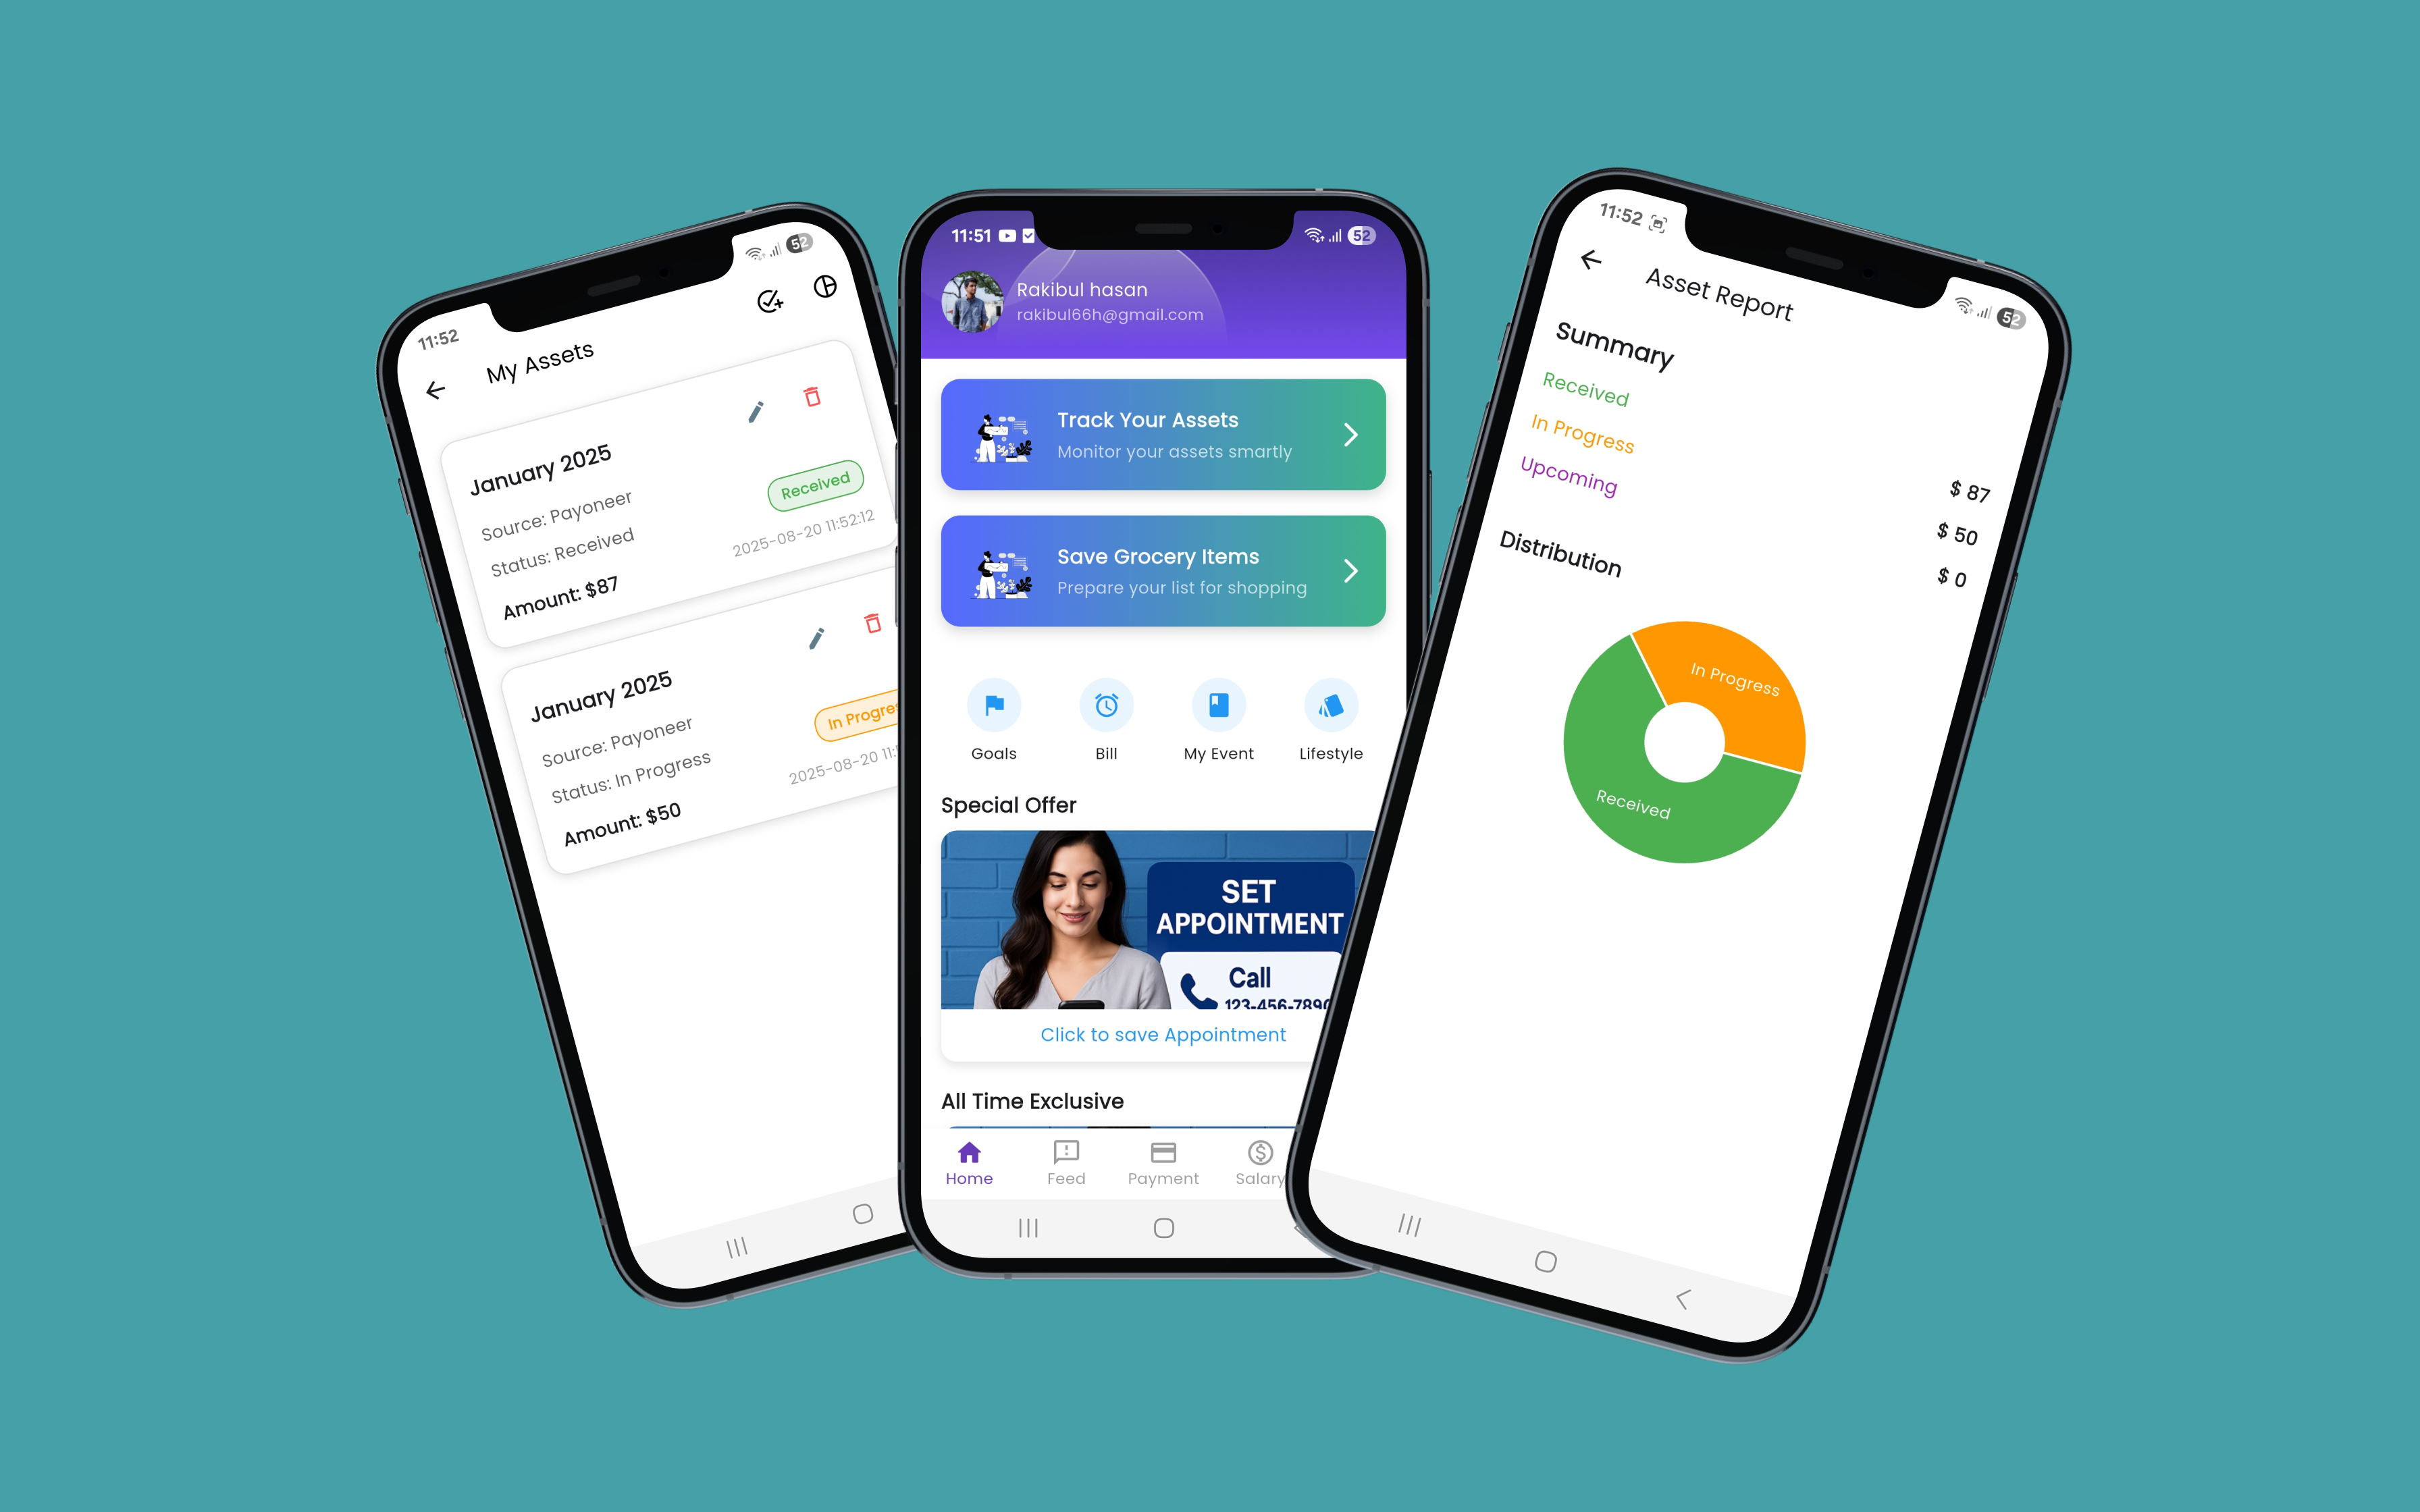 11:52
52
My Assets
January 2025
Source: Payoneer
Received
Status: Received
2025-08-20 11:52:12
Amount: $87
January 2025
Source: Payoneer
In Progres
Status: In Progress
2025-08-20 11:
Amount: $50
11:51
52
Rakibul hasan
rakibul66h@gmail.com
Track Your Assets
Monitor your assets smartly
Save Grocery Items
Prepare your list for shopping
Goals
Bill
My Event
Lifestyle
Special Offer
SET
APPOINTMENT
Call
123-456-7890
Click to save Appointment
All Time Exclusive
Home
Feed
Payment
Salary
11:52
52
Asset Report
Summary
Received
$ 87
In Progress
$ 50
Upcoming
$ 0
Distribution
In Progress
Received